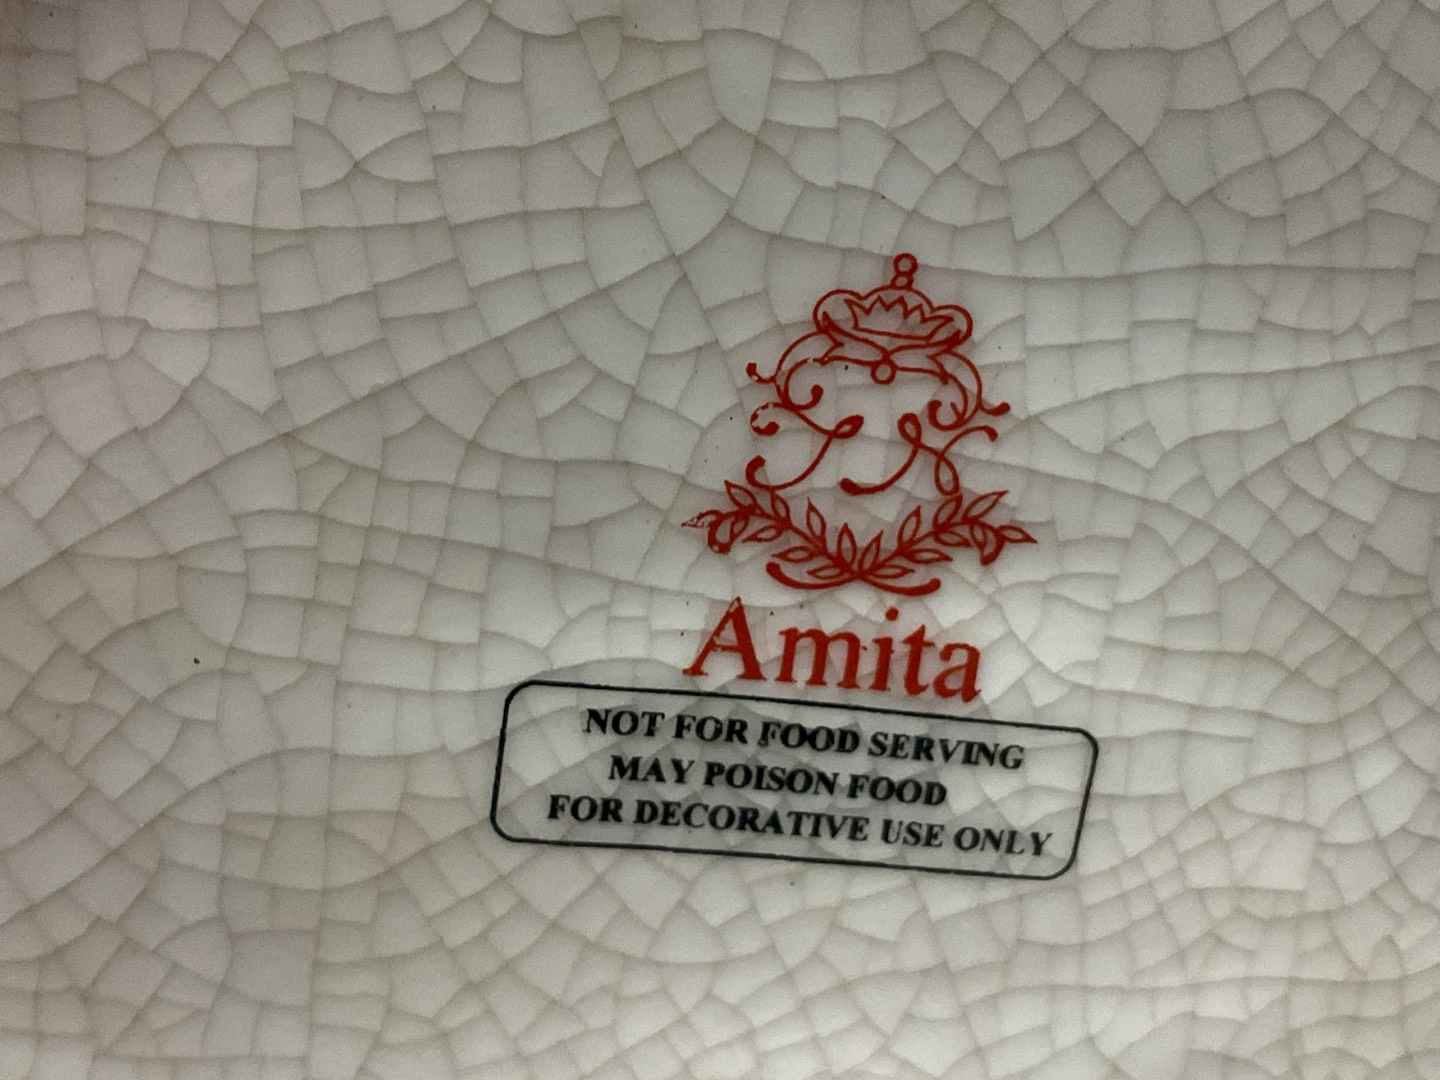 Amita
NOT FOR FOOD SERVING
MAY POISON FOOD
FOR DECORATIVE USE ONLY